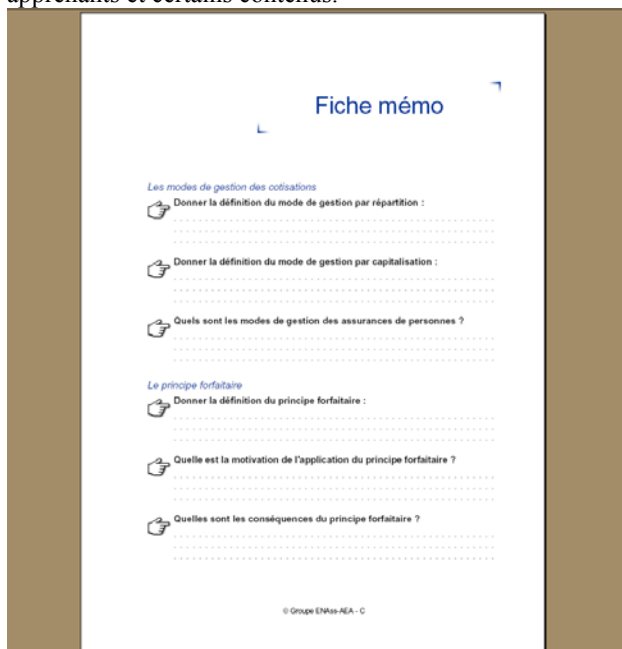 apprenants et certains contenus.
Fiche mémo
Les modes de gestion des cotisations
Donner la définition du mode de gestion par répartition :
Donner la définition du mode de gestion par capitalisation :
Quels sont les modes de gestion des assurances de personnes ?
Le principe forfaitaire
Donner la définition du principe forfaitaire :
Quelle est la motivation de l'application du principe forfaitaire ?
Quelles sont les conséquences du principe forfaitaire ?
© Groupe ENAss-AEA - C